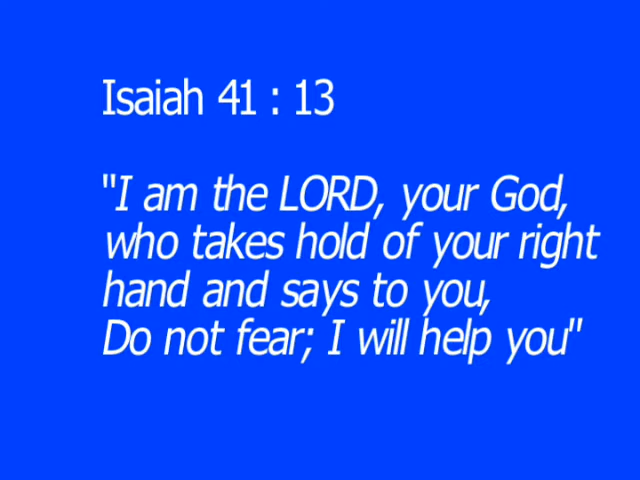 Isaiah 41 : 13
"I am the LORD, your God,
who takes hold of your right
hand and says to you,
Do not fear; I will help you"